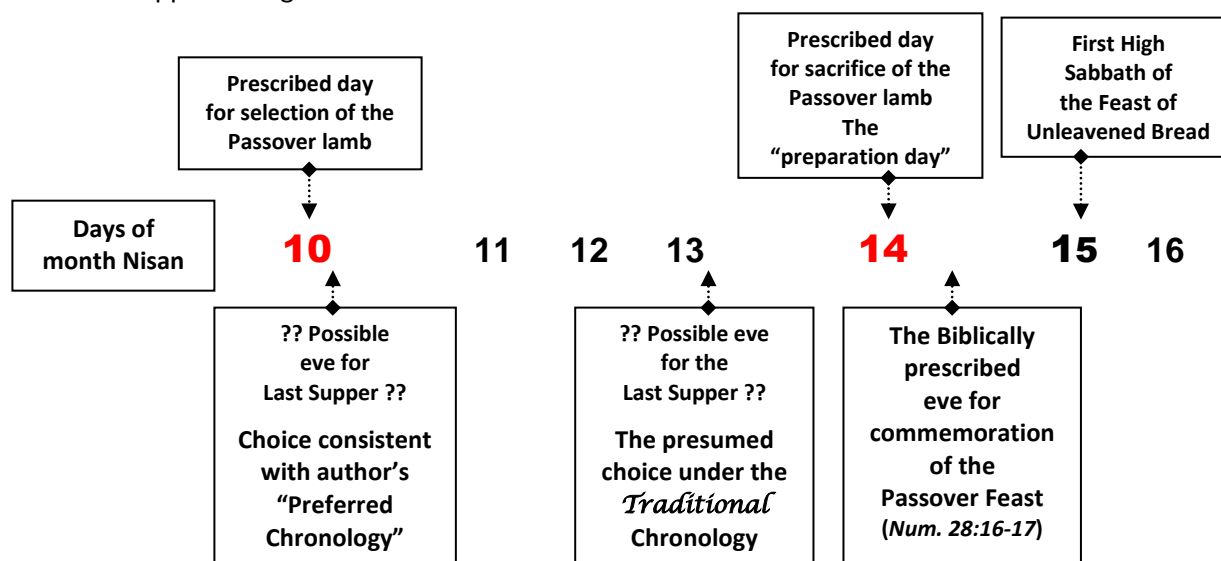 Prescribed day
for selection of the
Passover lamb
Prescribed day
for sacrifice of the
Passover lamb
The
“preparation day”
First High
Sabbath of
the Feast of
Unleavened Bread
Days of
month Nisan
10 11 12 13 14 15 16
?? Possible
eve for
Last Supper ??
Choice consistent
with author’s
“Preferred
Chronology”
?? Possible eve
for the
Last Supper ??
The presumed
choice under the
Traditional
Chronology
The Biblically
prescribed
eve for
commemoration
of the
Passover Feast
(Num. 28:16-17)